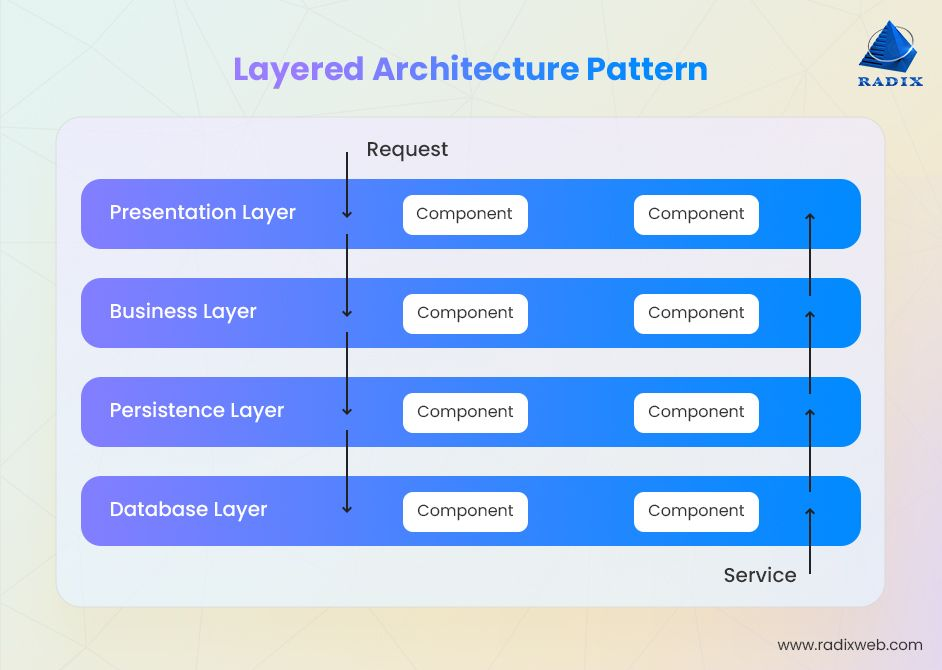 Layered Architecture Pattern
RADIX
Request
Presentation Layer
Component
Component
Business Layer
Component
Component
Persistence Layer
Component
Component
Database Layer
Component
Component
Service
www.radixweb.com